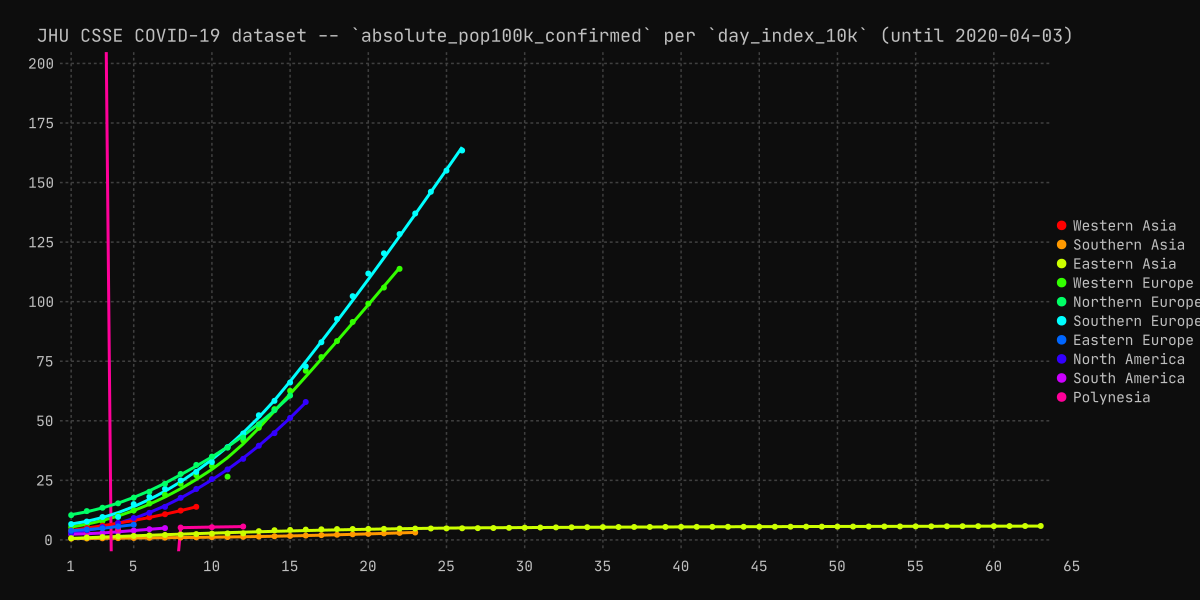 JHU CSSE COVID-19 dataset -- `absolute_pop100k_confirmed` per `day_index_10k` (until 2020-04-03)
200
175
150
125
100
75
50
25
0
1 5 10 15 20 25 30 35 40 45 50 55 60 65
Western Asia
Southern Asia
Eastern Asia
Western Europe
Northern Europe
Southern Europe
Eastern Europe
North America
South America
Polynesia